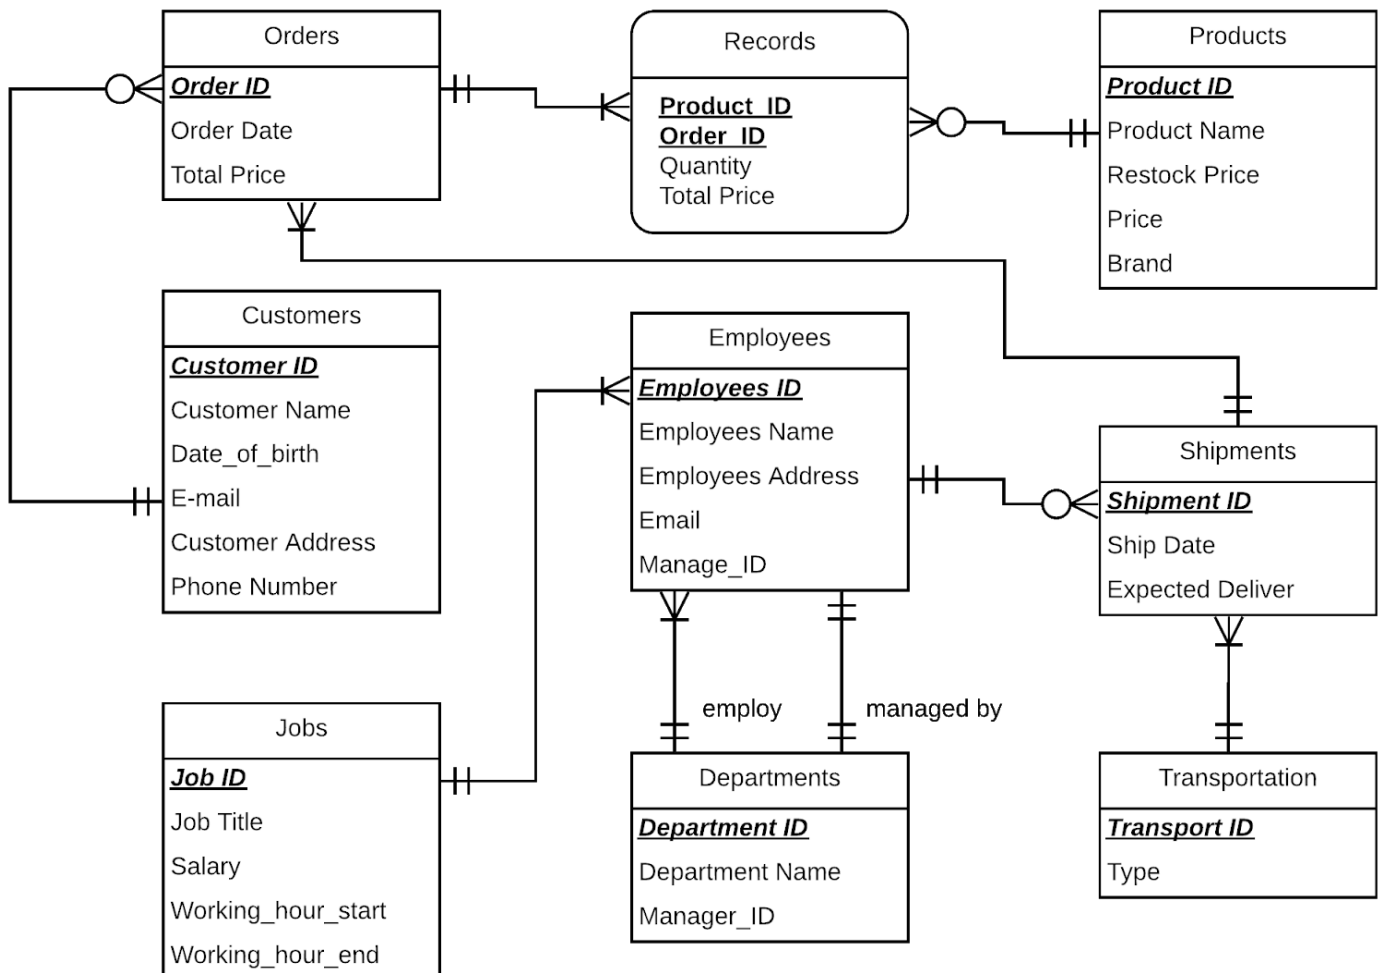 Orders
Order ID
Order Date
Total Price
Records
Product_ID
Order_ID
Quantity
Total Price
Products
Product ID
Product Name
Restock Price
Price
Brand
Customers
Customer ID
Customer Name
Date_of_birth
E-mail
Customer Address
Phone Number
Employees
Employees ID
Employees Name
Employees Address
Email
Manage_ID
Shipments
Shipment ID
Ship Date
Expected Deliver
employ
managed by
Jobs
Job ID
Job Title
Salary
Working_hour_start
Working_hour_end
Departments
Department ID
Department Name
Manager_ID
Transportation
Transport ID
Type